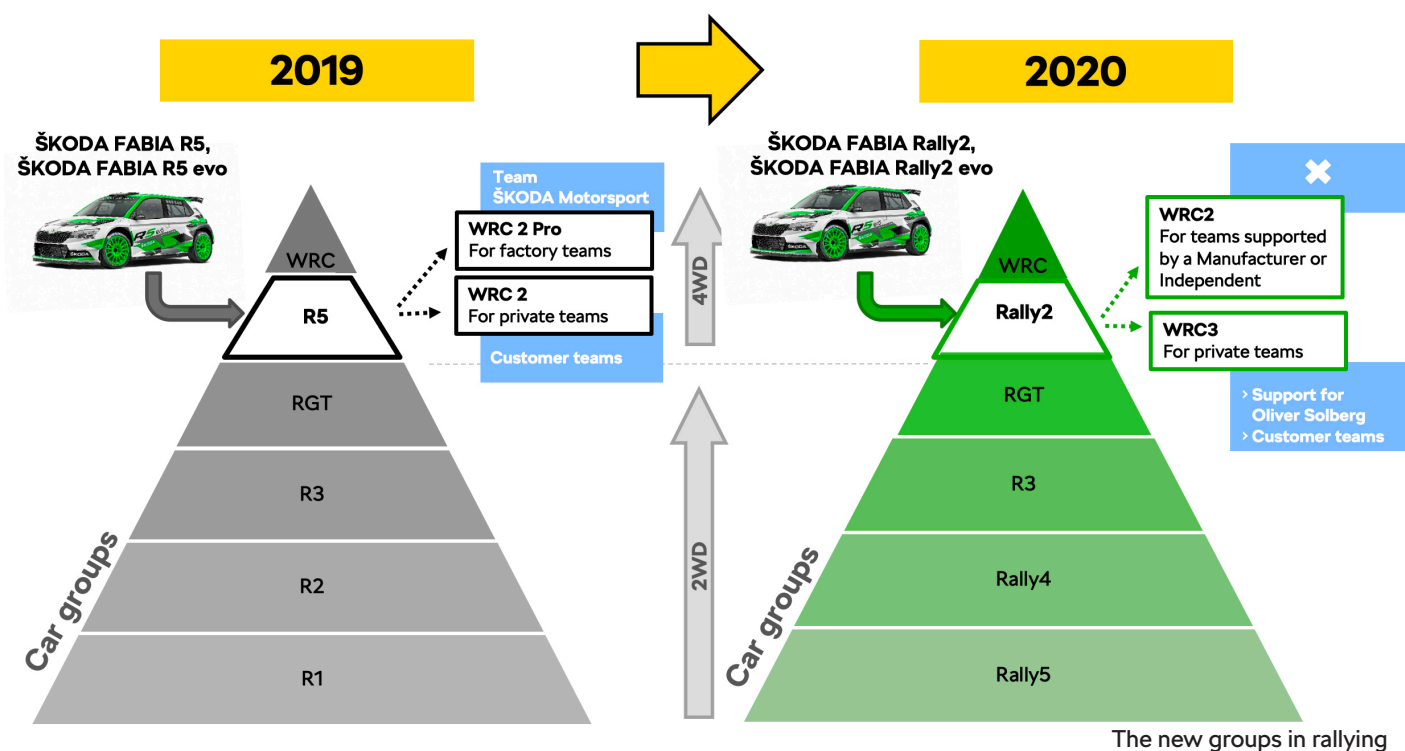 2019
2020
ŠKODA FABIA R5,
ŠKODA FABIA R5 evo
Team
ŠKODA Motorsport
WRC 2 Pro
For factory teams
WRC 2
For private teams
Customer teams
WRC
R5
RGT
R3
R2
R1
Car groups
4WD
2WD
ŠKODA FABIA Rally2,
ŠKODA FABIA Rally2 evo
WRC2
For teams supported
by a Manufacturer or
Independent
WRC3
For private teams
> Support for
Oliver Solberg
> Customer teams
WRC
Rally2
RGT
R3
Rally4
Rally5
Car groups
The new groups in rallying